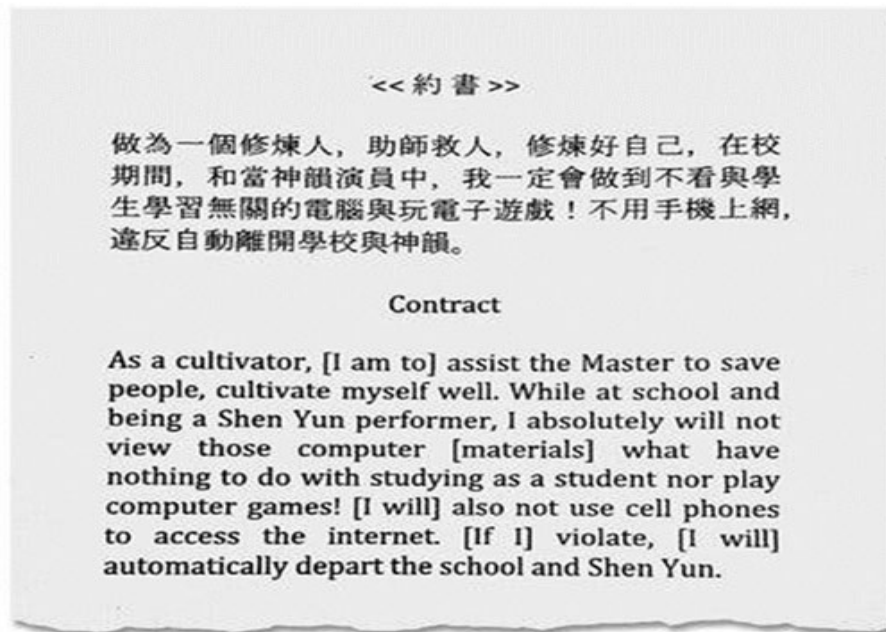 << 約 書 >>
做為一個修煉人，助師救人，修煉好自己，在校
期間，和當神韻演員中，我一定會做到不看與學
生學習無關的電腦與玩電子遊戲！不用手機上網，
違反自動離開學校與神韻。
Contract
As a cultivator, [I am to] assist the Master to save
people, cultivate myself well. While at school and
being a Shen Yun performer, I absolutely will not
view those computer [materials] what have
nothing to do with studying as a student nor play
computer games! [I will] also not use cell phones
to access the internet. [If I] violate, [I will]
automatically depart the school and Shen Yun.